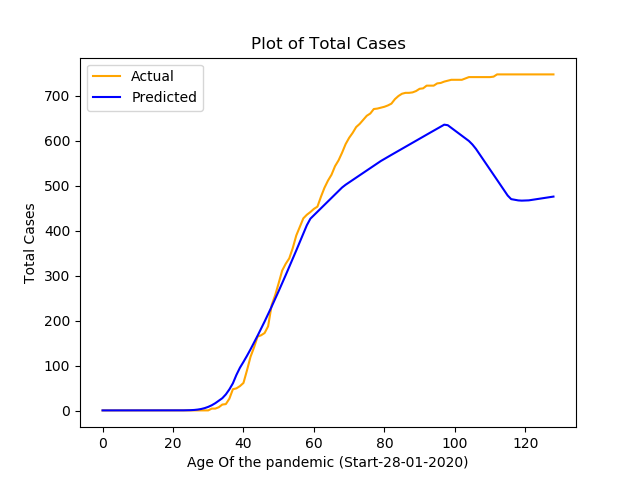 Plot of Total Cases
Actual
Predicted
700
600
500
400
300
200
100
0
Total Cases
0 20 40 60 80 100 120
Age Of the pandemic (Start-28-01-2020)